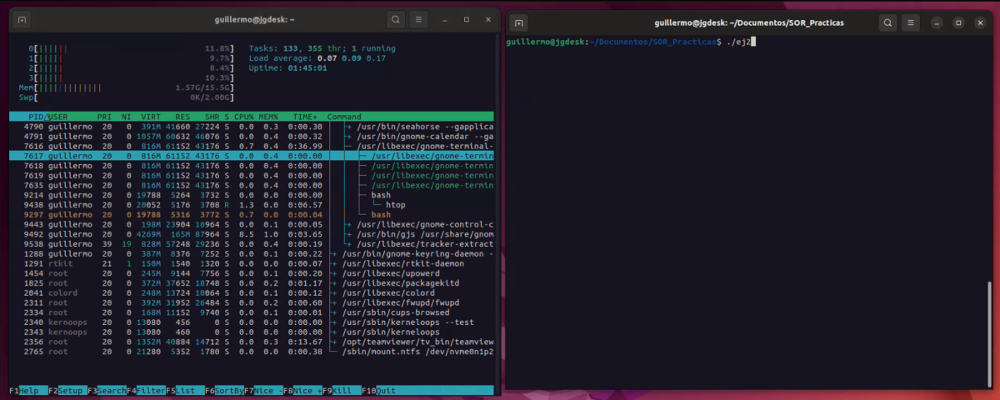 guillermo@jgdesk: ~
0[||||||| 11.8%] Tasks: 133, 355 thr; 1 running
1[|||||| 9.7%] Load average: 0.07 0.09 0.17
2[|||||| 8.4%] Uptime: 01:45:01
3[|||||| 10.3%]
Mem[|||||||||||||||| 1.57G/15.5G]
Swp[ 0K/2.00G]
PID△USER PRI NI VIRT RES SHR S CPU% MEM% TIME+ Command
4790 guillermo 20 0 391M 41660 27224 S 0.0 0.3 0:00.30 │ ├+ /usr/bin/seahorse --gapplica
4791 guillermo 20 0 1057M 60632 46076 S 0.0 0.4 0:00.32 │ ├+ /usr/bin/gnome-calendar --ga
7616 guillermo 20 0 816M 61152 43176 S 0.7 0.4 0:36.99 │ ├─ /usr/libexec/gnome-terminal-
7617 guillermo 20 0 816M 61152 43176 S 0.0 0.4 0:00.00 │ │ ├─ /usr/libexec/gnome-termin
7618 guillermo 20 0 816M 61152 43176 S 0.0 0.4 0:00.00 │ │ ├─ /usr/libexec/gnome-termin
7619 guillermo 20 0 816M 61152 43176 S 0.0 0.4 0:00.00 │ │ ├─ /usr/libexec/gnome-termin
7635 guillermo 20 0 816M 61152 43176 S 0.0 0.4 0:00.00 │ │ ├─ /usr/libexec/gnome-termin
9214 guillermo 20 0 19788 5264 3732 S 0.0 0.0 0:00.00 │ │ ├─ bash
9438 guillermo 20 0 20052 5176 3708 R 1.3 0.0 0:06.57 │ │ │ └─ htop
9297 guillermo 20 0 19788 5316 3772 S 0.7 0.0 0:00.04 │ │ └─ bash
9443 guillermo 20 0 198M 23904 16964 S 0.0 0.1 0:00.05 │ ├+ /usr/libexec/gnome-control-c
9492 guillermo 20 0 4269M 165M 87964 S 8.5 1.0 0:03.65 │ ├+ /usr/bin/gjs /usr/share/gnom
9538 guillermo 39 19 828M 57248 29236 S 0.0 0.4 0:00.19 │ └+ /usr/libexec/tracker-extract
1288 guillermo 20 0 387M 8376 7252 S 0.0 0.1 0:00.22 ├+ /usr/bin/gnome-keyring-daemon -
1291 rtkit 21 1 150M 1540 1320 S 0.0 0.0 0:00.07 ├+ /usr/libexec/rtkit-daemon
1454 root 20 0 245M 9144 7756 S 0.0 0.1 0:00.20 ├+ /usr/libexec/upowerd
1825 root 20 0 372M 37652 18748 S 0.0 0.2 0:01.17 ├+ /usr/libexec/packagekitd
2041 colord 20 0 248M 13724 10064 S 0.0 0.1 0:00.12 ├+ /usr/libexec/colord
2311 root 20 0 392M 31952 26484 S 0.0 0.2 0:00.60 ├+ /usr/libexec/fwupd/fwupd
2334 root 20 0 168M 11152 9740 S 0.0 0.1 0:00.01 ├+ /usr/sbin/cups-browsed
2340 kernoops 20 0 13080 456 0 S 0.0 0.0 0:00.00 ├+ /usr/sbin/kerneloops --test
2343 kernoops 20 0 13080 460 0 S 0.0 0.0 0:00.00 ├+ /usr/sbin/kerneloops
2356 root 20 0 1352M 40884 14712 S 0.0 0.3 0:13.67 ├+ /opt/teamviewer/tv_bin/teamview
2765 root 20 0 21280 5352 1780 S 0.0 0.0 0:00.38 └─ /sbin/mount.ntfs /dev/nvme0n1p2
F1Help F2Setup F3SearchF4FilterF5List F6SortByF7Nice -F8Nice +F9Kill F10Quit
guillermo@jgdesk: ~/Documentos/SOR_Practicas
guillermo@jgdesk:~/Documentos/SOR_Practicas$ ./ej2